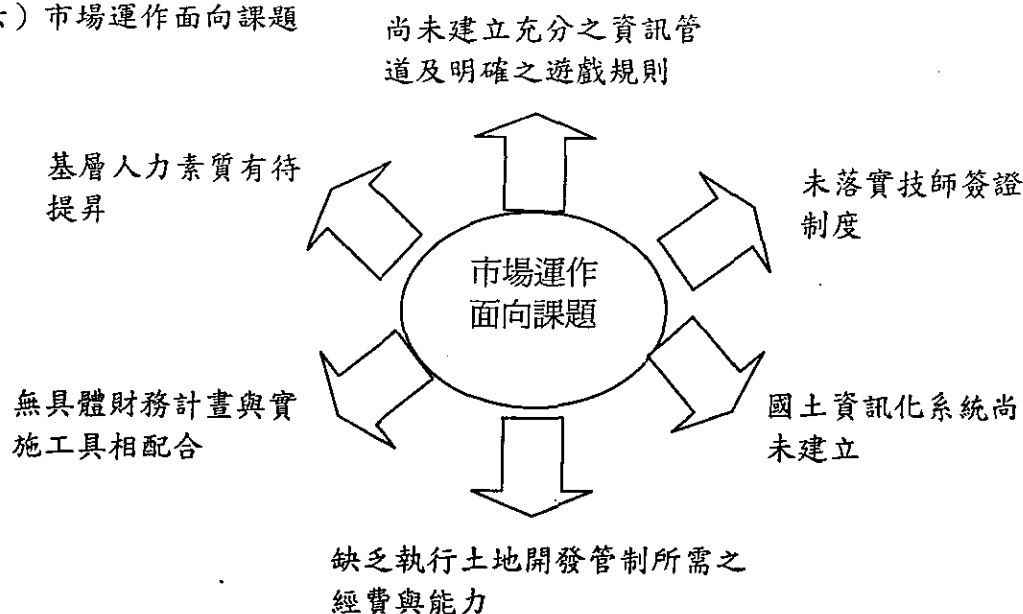 ）市場運作面向課題
尚未建立充分之資訊管
道及明確之遊戲規則
基層人力素質有待
提昇
未落實技師簽證
制度
市場運作
面向課題
無具體財務計畫與實
施工具相配合
國土資訊化系統尚
未建立
缺乏執行土地開發管制所需之
經費與能力